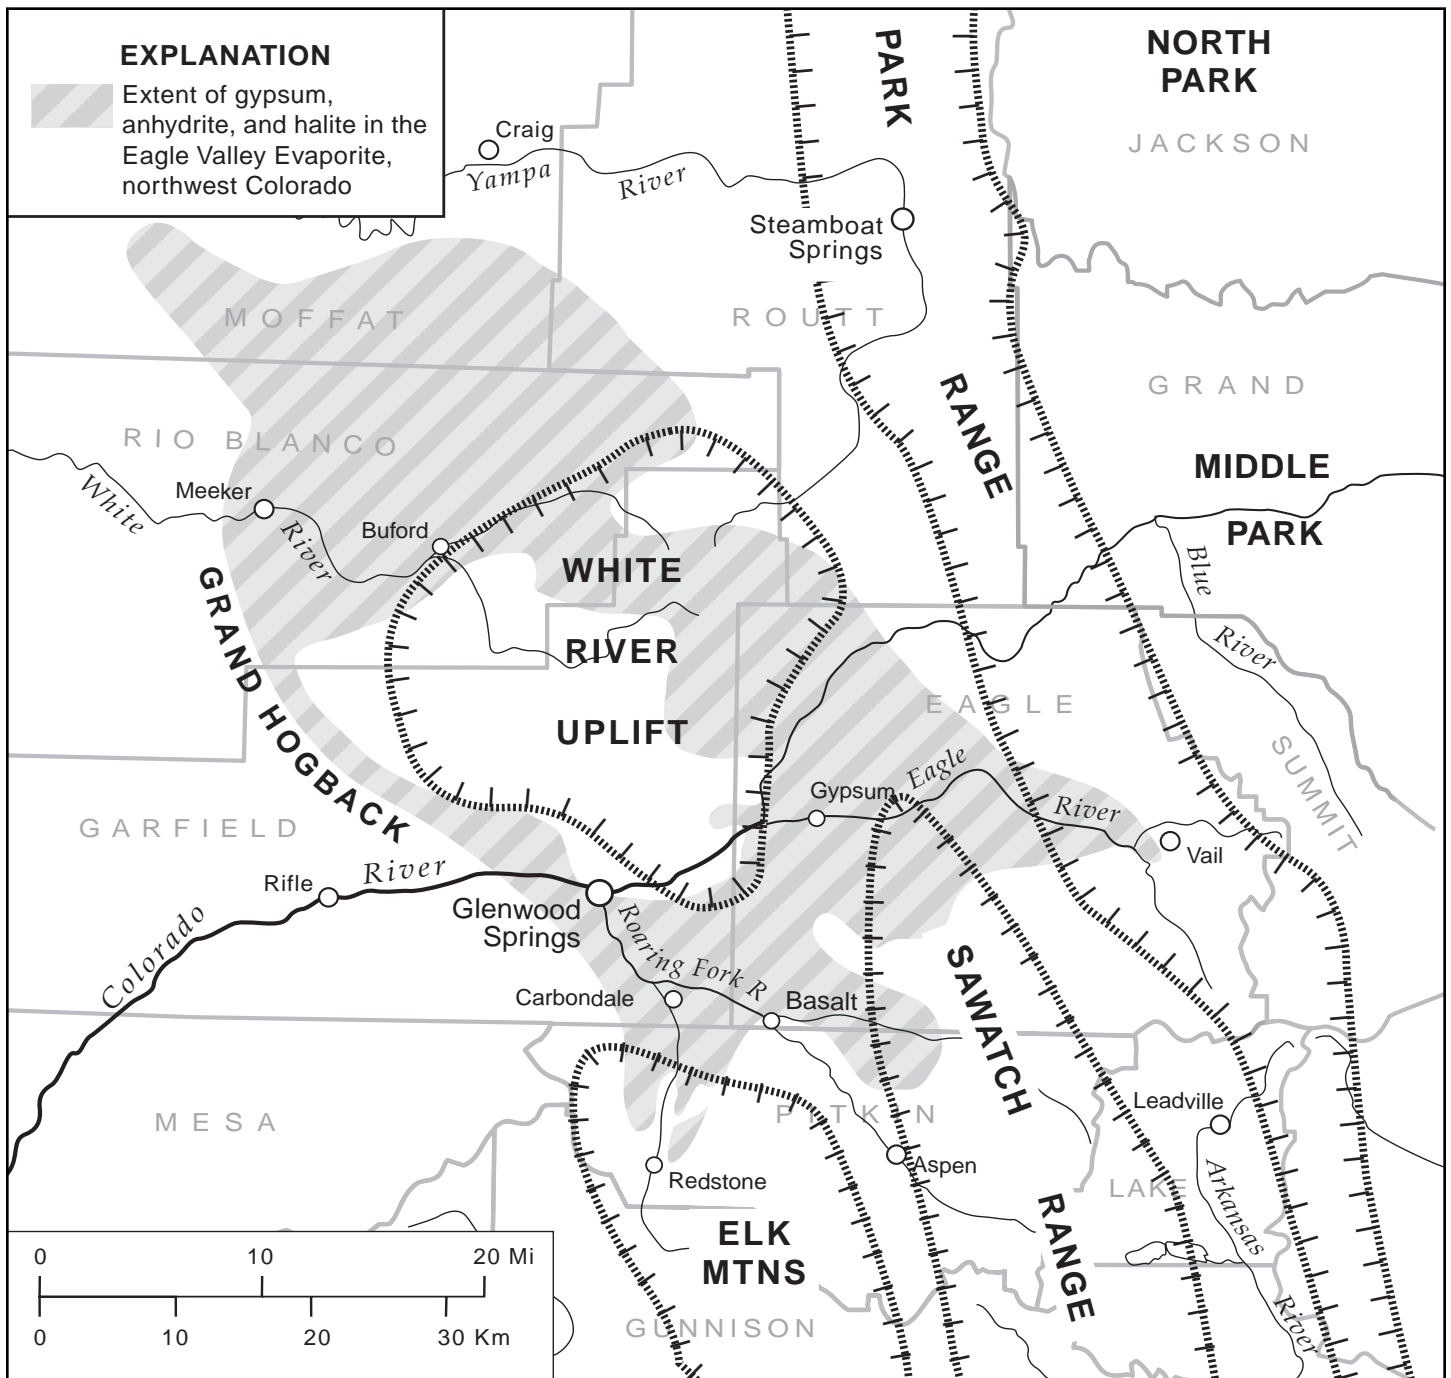 EXPLANATION
Extent of gypsum,
anhydrite, and halite in the
Eagle Valley Evaporite,
northwest Colorado
PARK
NORTH
PARK
JACKSON
Craig
Yampa
River
Steamboat
Springs
MOFFAT
ROUTT
RANGE
GRAND
RIO BLANCO
MIDDLE
PARK
White
Meeker
River
Buford
Blue
River
WHITE
RIVER
UPLIFT
GRAND HOGBACK
EAGLE
SUMMIT
Gypsum
Eagle
River
Vail
GARFIELD
Rifle
River
Colorado
Glenwood
Springs
Roaring Fork R
SAWATCH
Carbondale
Basalt
MESA
PITKIN
Leadville
Redstone
Aspen
LAKE
Arkansas
River
RANGE
ELK
MTNS
GUNNISON
0 10 20 Mi
0 10 20 30 Km